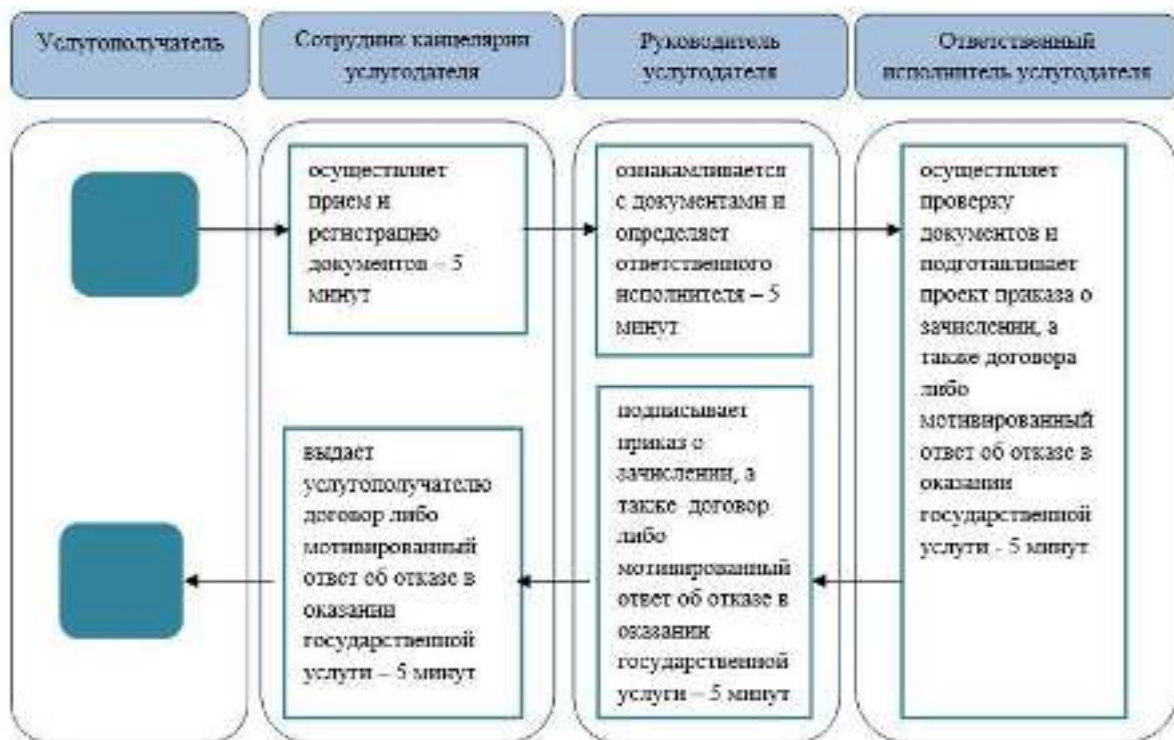 Услугополучатель
Сотрудник канцелярии
услугодателя
Руководитель
услугодателя
Ответственный
исполнитель услугодателя
осуществляет
прием и
регистрацию
документов – 5
минут
ознакамливается
с документами и
определяет
ответственного
исполнителя – 5
минут
осуществляет
проверку
документов и
подготавливает
проект приказа о
зачислении, а
также договора
либо
мотивированный
ответ об отказе в
оказании
государственной
услуги - 5 минут
подписывает
приказ о
зачислении, а
также договор
либо
мотивированный
ответ об отказе в
оказании
государственной
услуги – 5 минут
выдает
услугополучателю
договор либо
мотивированный
ответ об отказе в
оказании
государственной
услуги – 5 минут